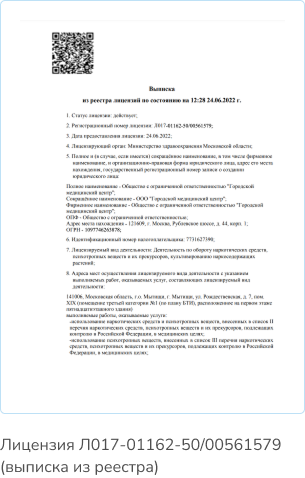 Выписка
из реестра лицензий по состоянию на 12:28 24.06.2022 г.
1. Статус лицензии: действует;
2. Регистрационный номер лицензии: Л017-01162-50/00561579;
3. Дата предоставления лицензии: 24.06.2022;
4. Лицензирующий орган: Министерство здравоохранения Московской области;
5. Полное и (в случае, если имеется) сокращённое наименование, в том числе фирменное
наименование, и организационно-правовая форма юридического лица, адрес его места
нахождения, государственный регистрационный номер записи о создании
юридического лица:
Полное наименование - Общество с ограниченной ответственностью "Городской
медицинский центр";
Сокращённое наименование - ООО "Городской медицинский центр";
Фирменное наименование - Общество с ограниченной ответственностью "Городской
медицинский центр";
ОПФ - Общество с ограниченной ответственностью;
Адрес места нахождения - 121609, г. Москва, Рублевское шоссе, д. 44, корп. 1;
ОГРН - 1097746263878;
6. Идентификационный номер налогоплательщика: 7731627390;
7. Лицензируемый вид деятельности: Деятельность по обороту наркотических средств,
психотропных веществ и их прекурсоров, культивированию наркосодержащих
растений;
8. Адреса мест осуществления лицензируемого вида деятельности с указанием
выполняемых работ, оказываемых услуг, составляющих лицензируемый вид
деятельности:
141006, Московская область, г.о. Мытищи, г. Мытищи, ул. Рождественская, д. 7, пом.
XIX (помещение третьей категории №1 (по плану БТИ), расположенное на первом этаже
пятнадцатиэтажного здания)
выполняемые работы, оказываемые услуги:
-использование наркотических средств и психотропных веществ, внесенных в список II
перечня наркотических средств, психотропных веществ и их прекурсоров, подлежащих
контролю в Российской Федерации, в медицинских целях;
-использование психотропных веществ, внесенных в список III перечня наркотических
средств, психотропных веществ и их прекурсоров, подлежащих контролю в Российской
Федерации, в медицинских целях;
Лицензия Л017-01162-50/00561579
(выписка из реестра)